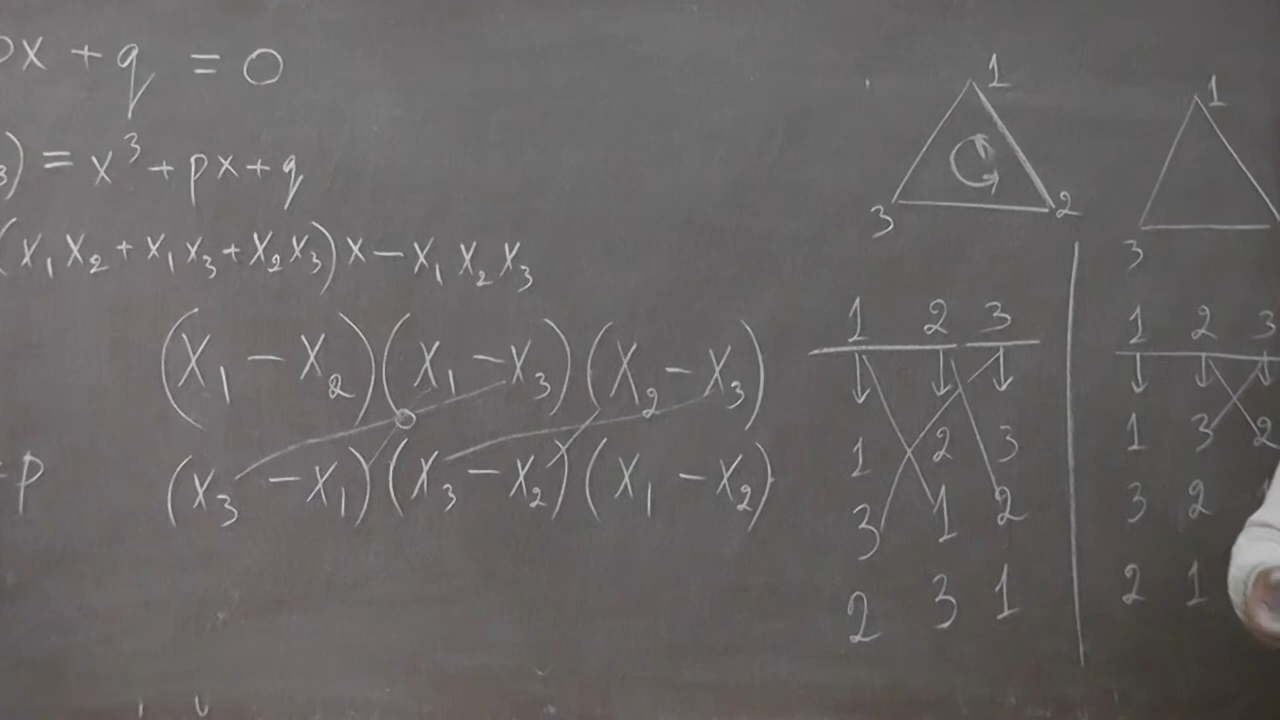 px + q = 0
3) = x³ + px + q
(x₁x₂ + x₁x₃ + x₂x₃)x − x₁x₂x₃
(x₁ − x₂)(x₁ − x₃)(x₂ − x₃)
p
(x₃ − x₁)(x₃ − x₂)(x₁ − x₂)
1
3 2
1 2 3
1 2 3
3 1 2
2 3 1
1
3
1 2 3
1 3 2
3 2
2 1